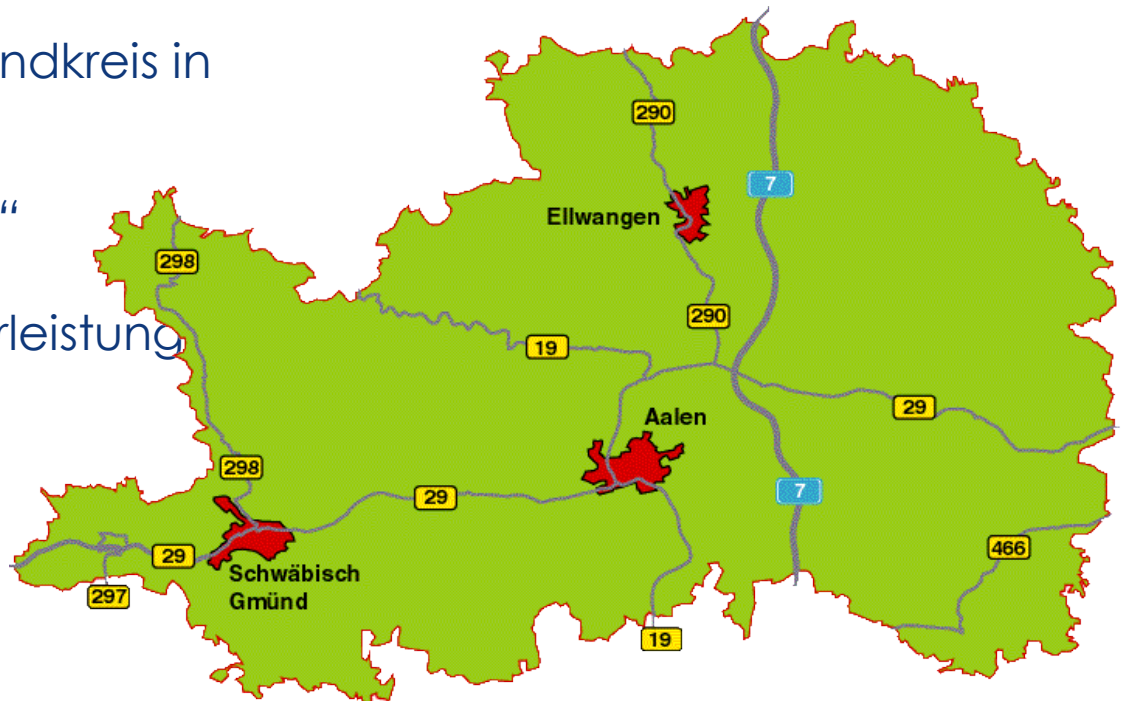 ndkreis in
“
rleistung
290
7
Ellwangen
298
290
19
29
Aalen
298
29
7
29
466
Schwäbisch
Gmünd
297
19